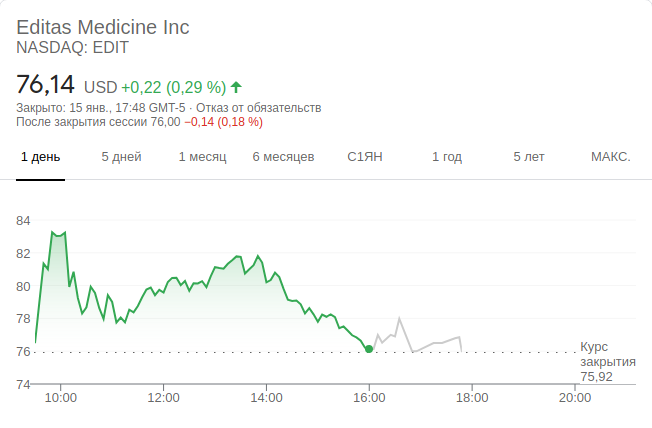 Editas Medicine Inc
NASDAQ: EDIT
76,14 USD +0,22 (0,29 %)
Закрыто: 15 янв., 17:48 GMT-5 · Отказ от обязательств
После закрытия сессии 76,00 −0,14 (0,18 %)
1 день 5 дней 1 месяц 6 месяцев С1ЯН 1 год 5 лет МАКС.
84
82
80
78
76
Курс
закрытия
75,92
74
10:00 12:00 14:00 16:00 18:00 20:00